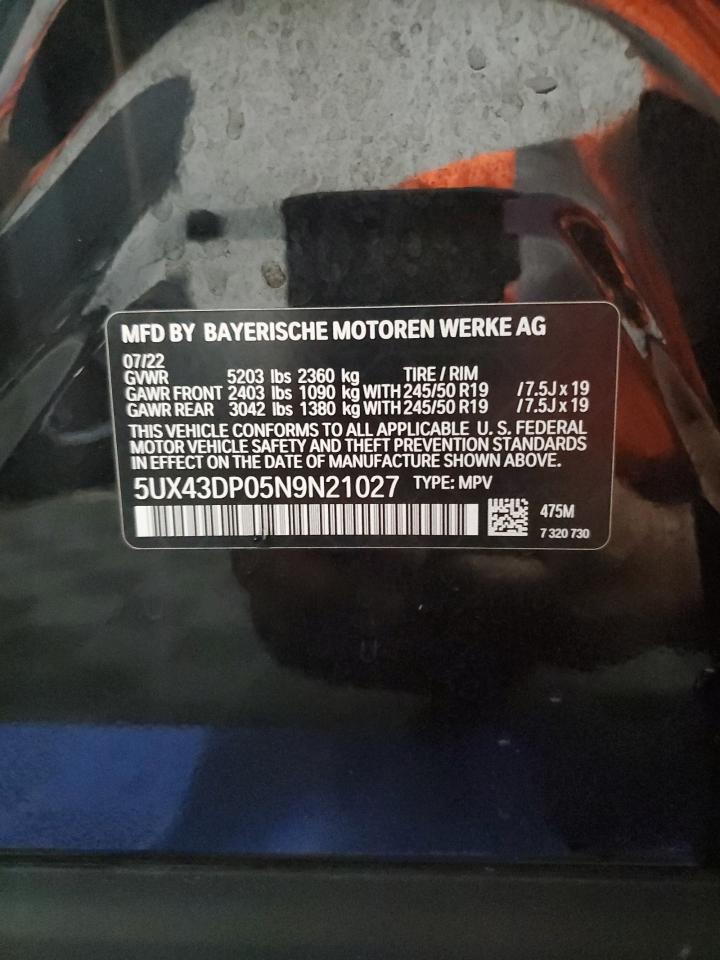 MFD BY BAYERISCHE MOTOREN WERKE AG
07/22
GVWR 5203 lbs 2360 kg TIRE / RIM
GAWR FRONT 2403 lbs 1090 kg WITH 245/50 R19 / 7.5J x 19
GAWR REAR 3042 lbs 1380 kg WITH 245/50 R19 / 7.5J x 19
THIS VEHICLE CONFORMS TO ALL APPLICABLE U. S. FEDERAL
MOTOR VEHICLE SAFETY AND THEFT PREVENTION STANDARDS
IN EFFECT ON THE DATE OF MANUFACTURE SHOWN ABOVE.
5UX43DP05N9N21027 TYPE: MPV
475M
7 320 730